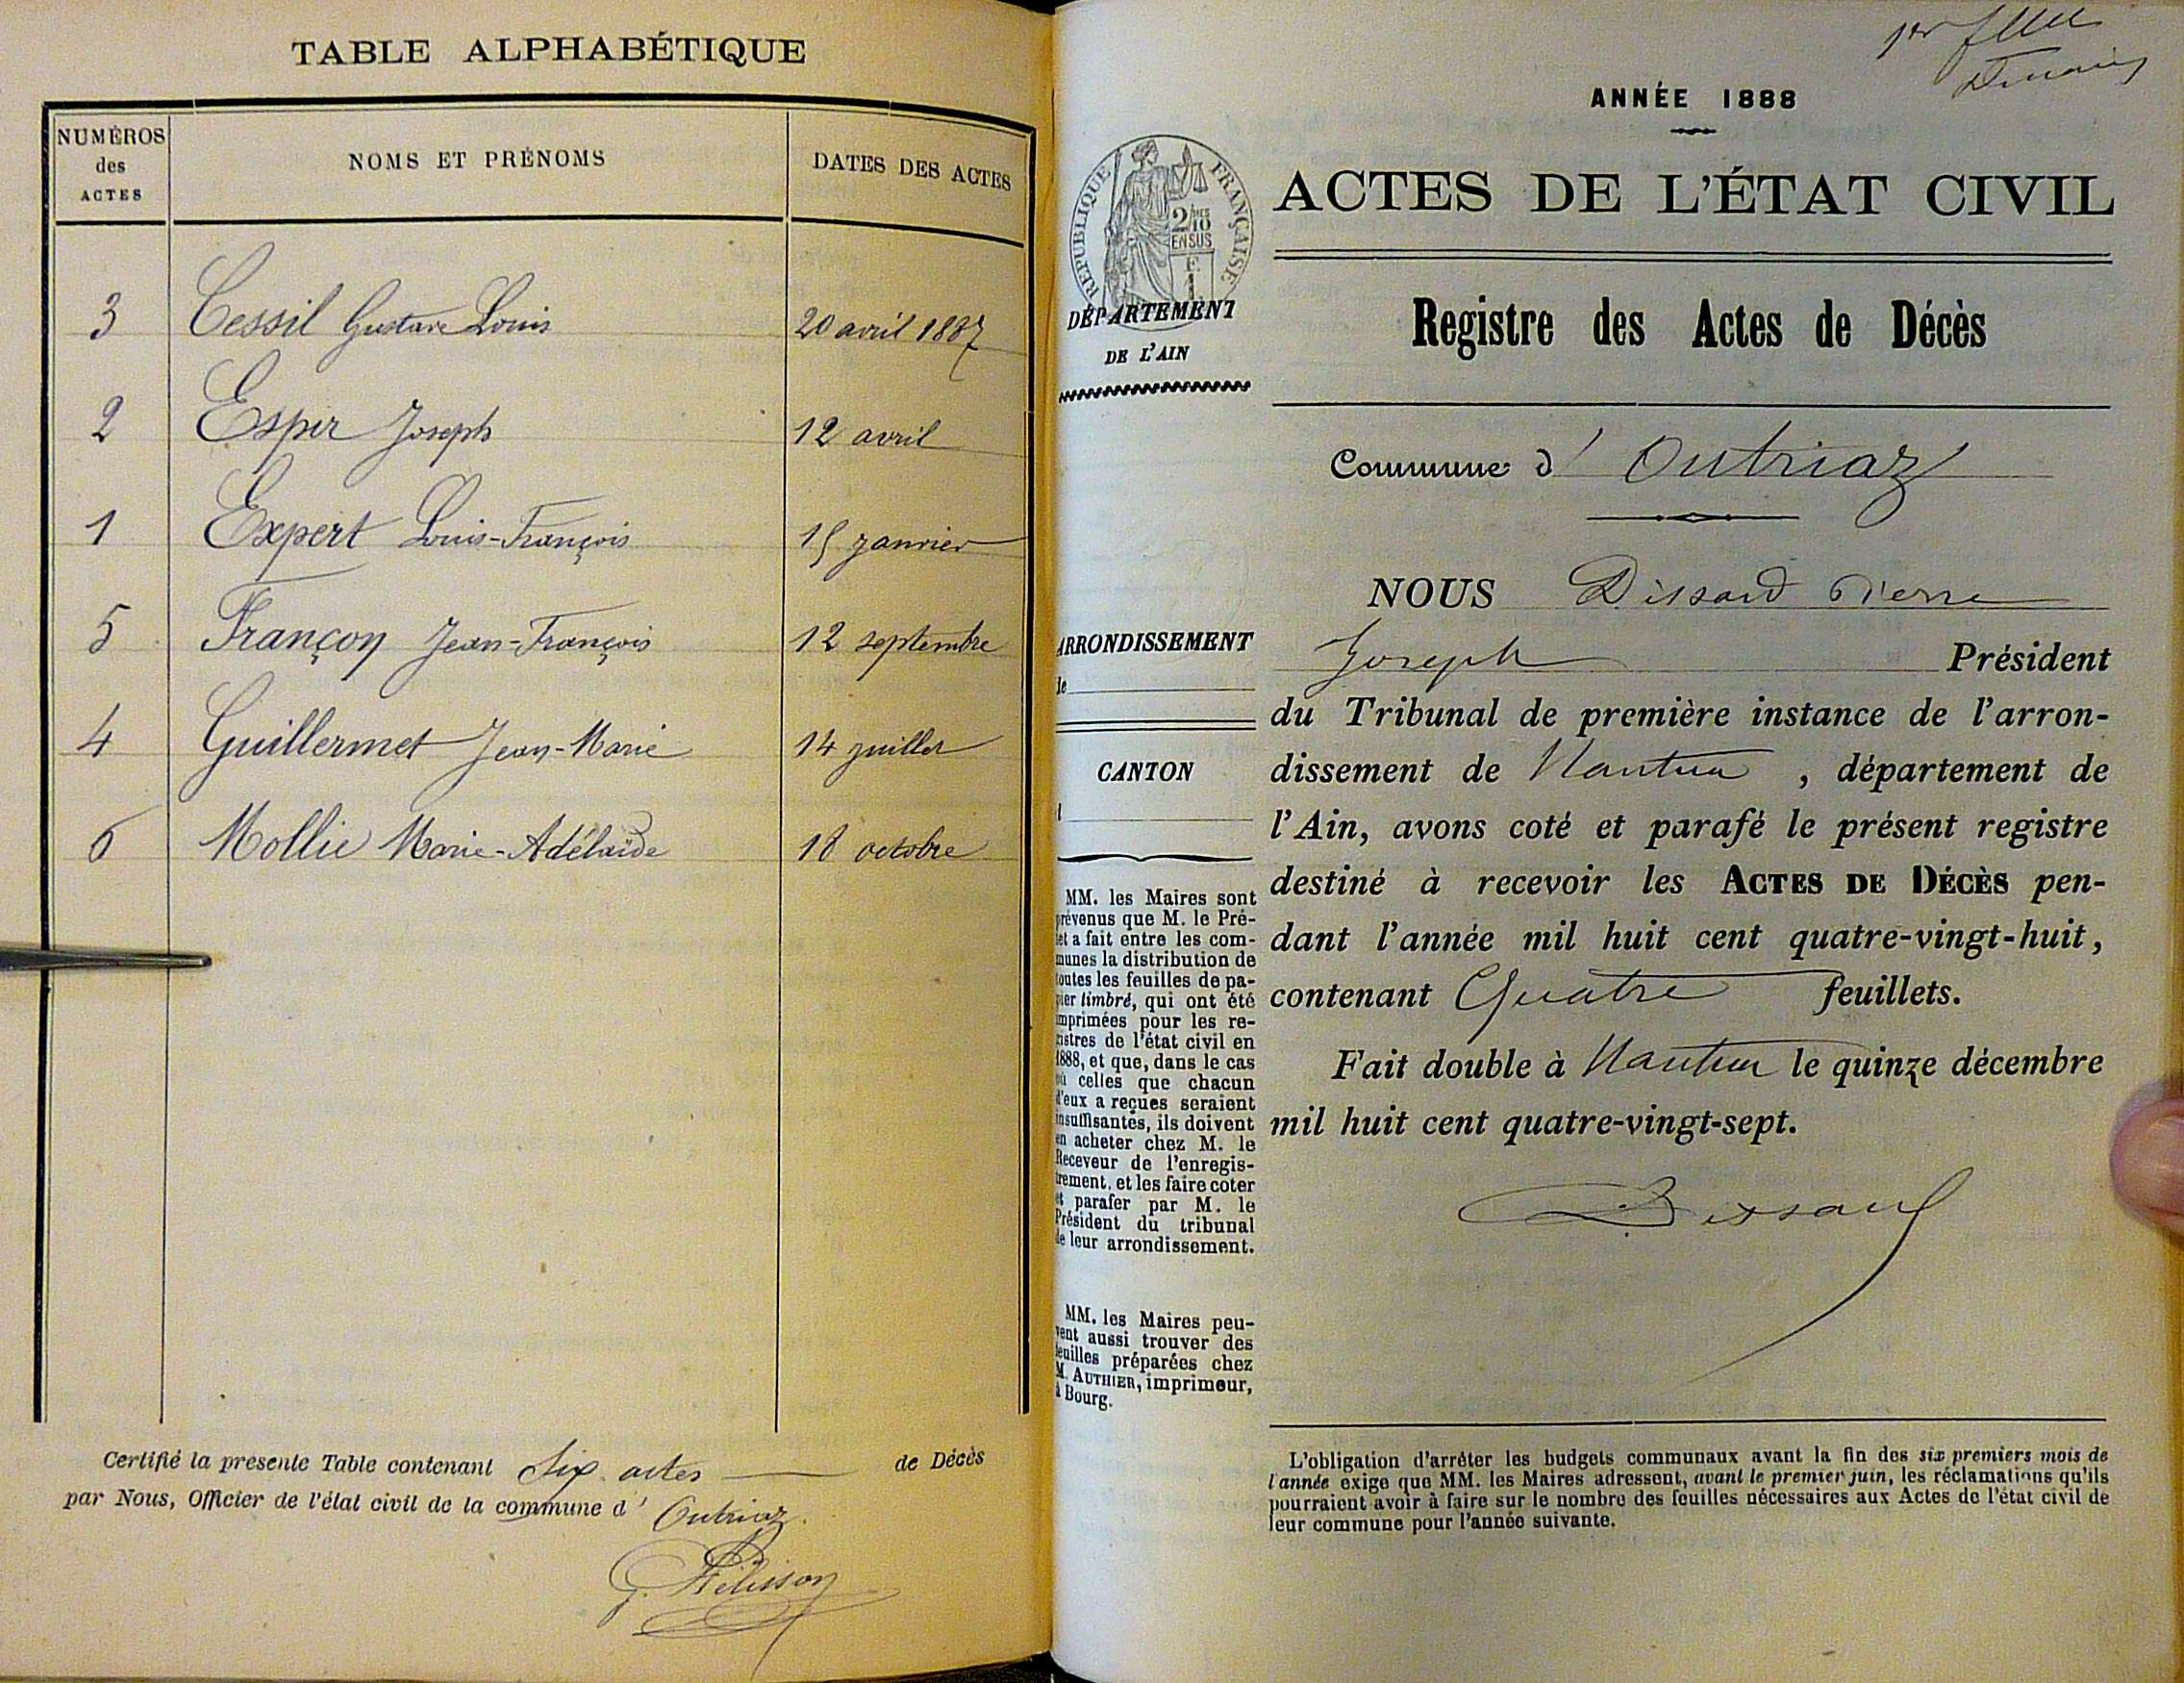 TABLE ALPHABÉTIQUE
NUMÉROS des ACTES
NOMS ET PRÉNOMS
DATES DES ACTES
3 Cessil Gustave Louis 20 avril 1887
2 Espir Joseph 12 avril
1 Expert Louis-François 15 janvier
5 Françon Jean-François 12 septembre
4 Guillermet Jean-Marie 14 juillet
6 Mollie Marie-Adélaïde 18 octobre
Certifié la présente Table contenant Six actes de Décès
par Nous, Officier de l'état civil de la commune d' Outriaz.
G. Pélisson
1er
ANNÉE 1888
RÉPUBLIQUE FRANÇAISE
2/10 MES
EN SUS
F.
1
ACTES DE L'ÉTAT CIVIL
DÉPARTEMENT
DE L'AIN
Registre des Actes de Décès
Commune d' Outriaz
ARRONDISSEMENT
de
CANTON
d
NOUS Dissard Pierre
Joseph Président
du Tribunal de première instance de l'arron-
dissement de Nantua, département de
l'Ain, avons coté et parafé le présent registre
destiné à recevoir les ACTES DE DÉCÈS pen-
dant l'année mil huit cent quatre-vingt-huit,
contenant Quatre feuillets.
Fait double à Nantua le quinze décembre
mil huit cent quatre-vingt-sept.
Dissard
MM. les Maires sont
prévenus que M. le Pré-
fet a fait entre les com-
munes la distribution de
toutes les feuilles de pa-
pier timbré, qui ont été
imprimées pour les re-
gistres de l'état civil en
1888, et que, dans le cas
où celles que chacun
d'eux a reçues seraient
insuffisantes, ils doivent
en acheter chez M. le
Receveur de l'enregis-
trement, et les faire coter
et parafer par M. le
Président du tribunal
de leur arrondissement.
MM. les Maires peu-
vent aussi trouver des
feuilles préparées chez
M. AUTHIER, imprimeur,
à Bourg.
L'obligation d'arrêter les budgets communaux avant la fin des six premiers mois de
l'année exige que MM. les Maires adressent, avant le premier juin, les réclamations qu'ils
pourraient avoir à faire sur le nombre des feuilles nécessaires aux Actes de l'état civil de
leur commune pour l'année suivante.